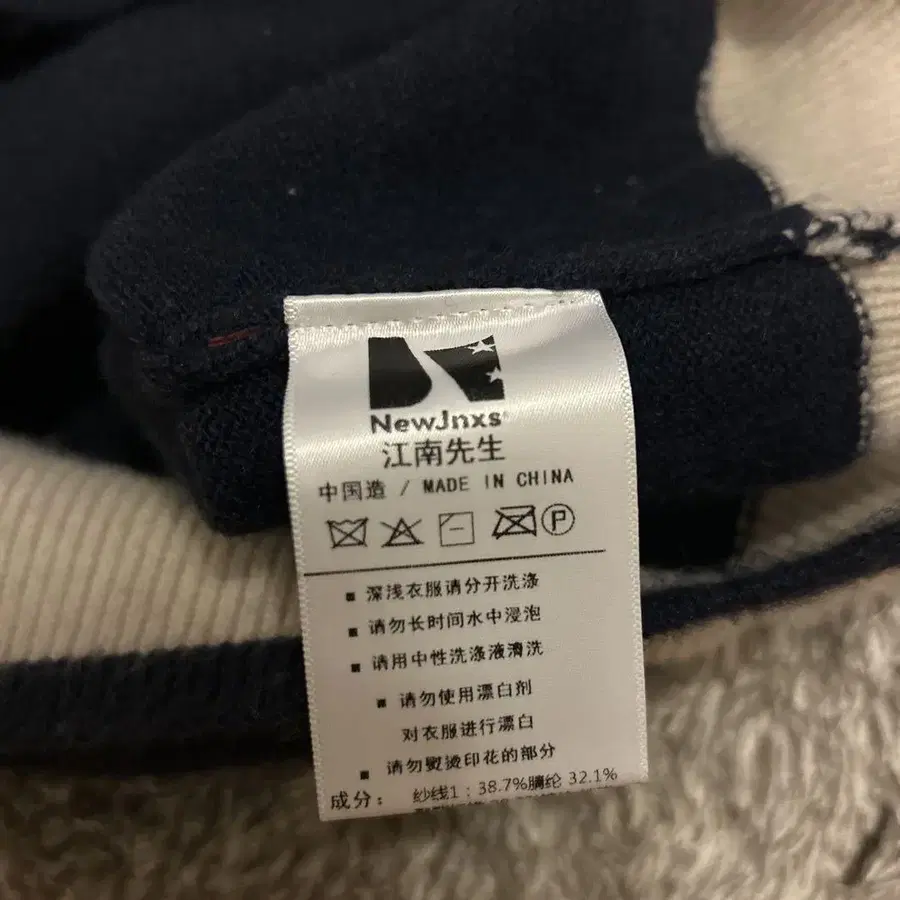 NewJnxs
江南先生
中国造 / MADE IN CHINA
P
深浅衣服请分开洗涤
请勿长时间水中浸泡
请用中性洗涤液清洗
请勿使用漂白剂
对衣服进行漂白
请勿熨烫印花的部分
成分： 纱线1：38.7%腈纶 32.1%